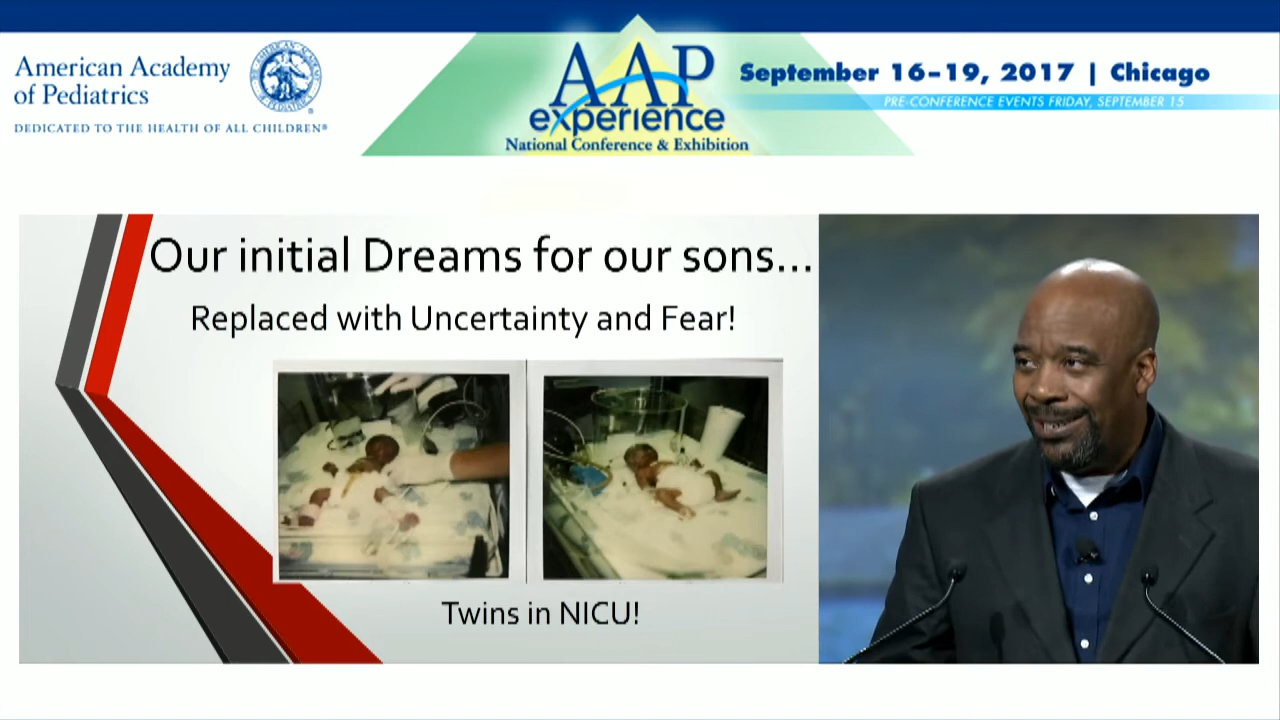 American Academy
of Pediatrics
DEDICATED TO THE HEALTH OF ALL CHILDREN®
AAP
experience
National Conference & Exhibition
September 16–19, 2017 | Chicago
PRE-CONFERENCE EVENTS FRIDAY, SEPTEMBER 15
Our initial Dreams for our sons...
Replaced with Uncertainty and Fear!
Twins in NICU!